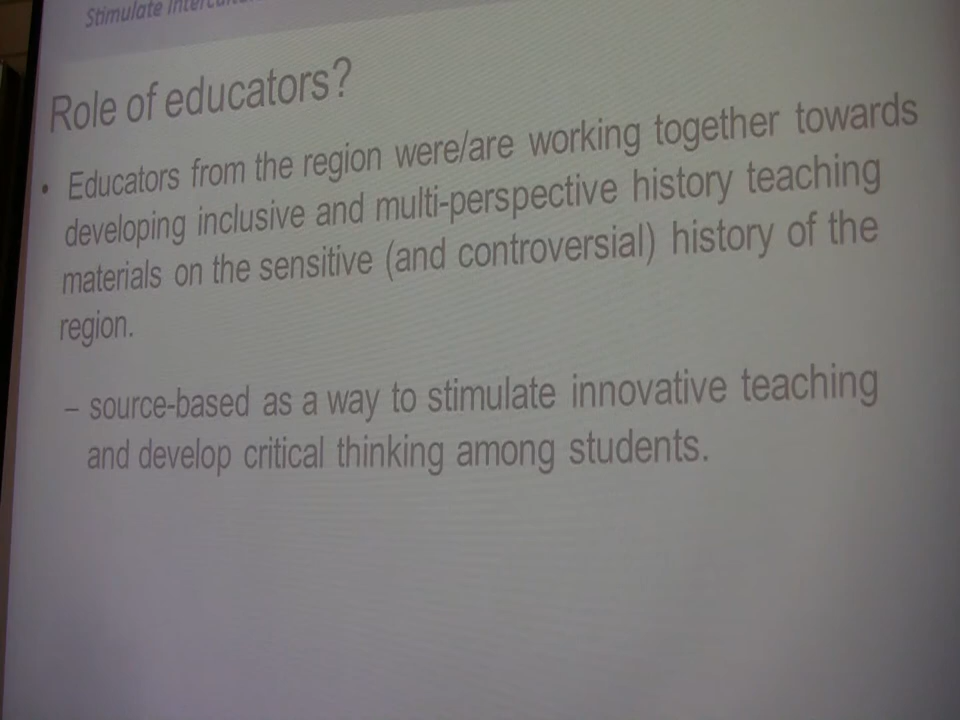 Stimulate
Role of educators?
• Educators from the region were/are working together towards
developing inclusive and multi-perspective history teaching
materials on the sensitive (and controversial) history of the
region.
– source-based as a way to stimulate innovative teaching
and develop critical thinking among students.